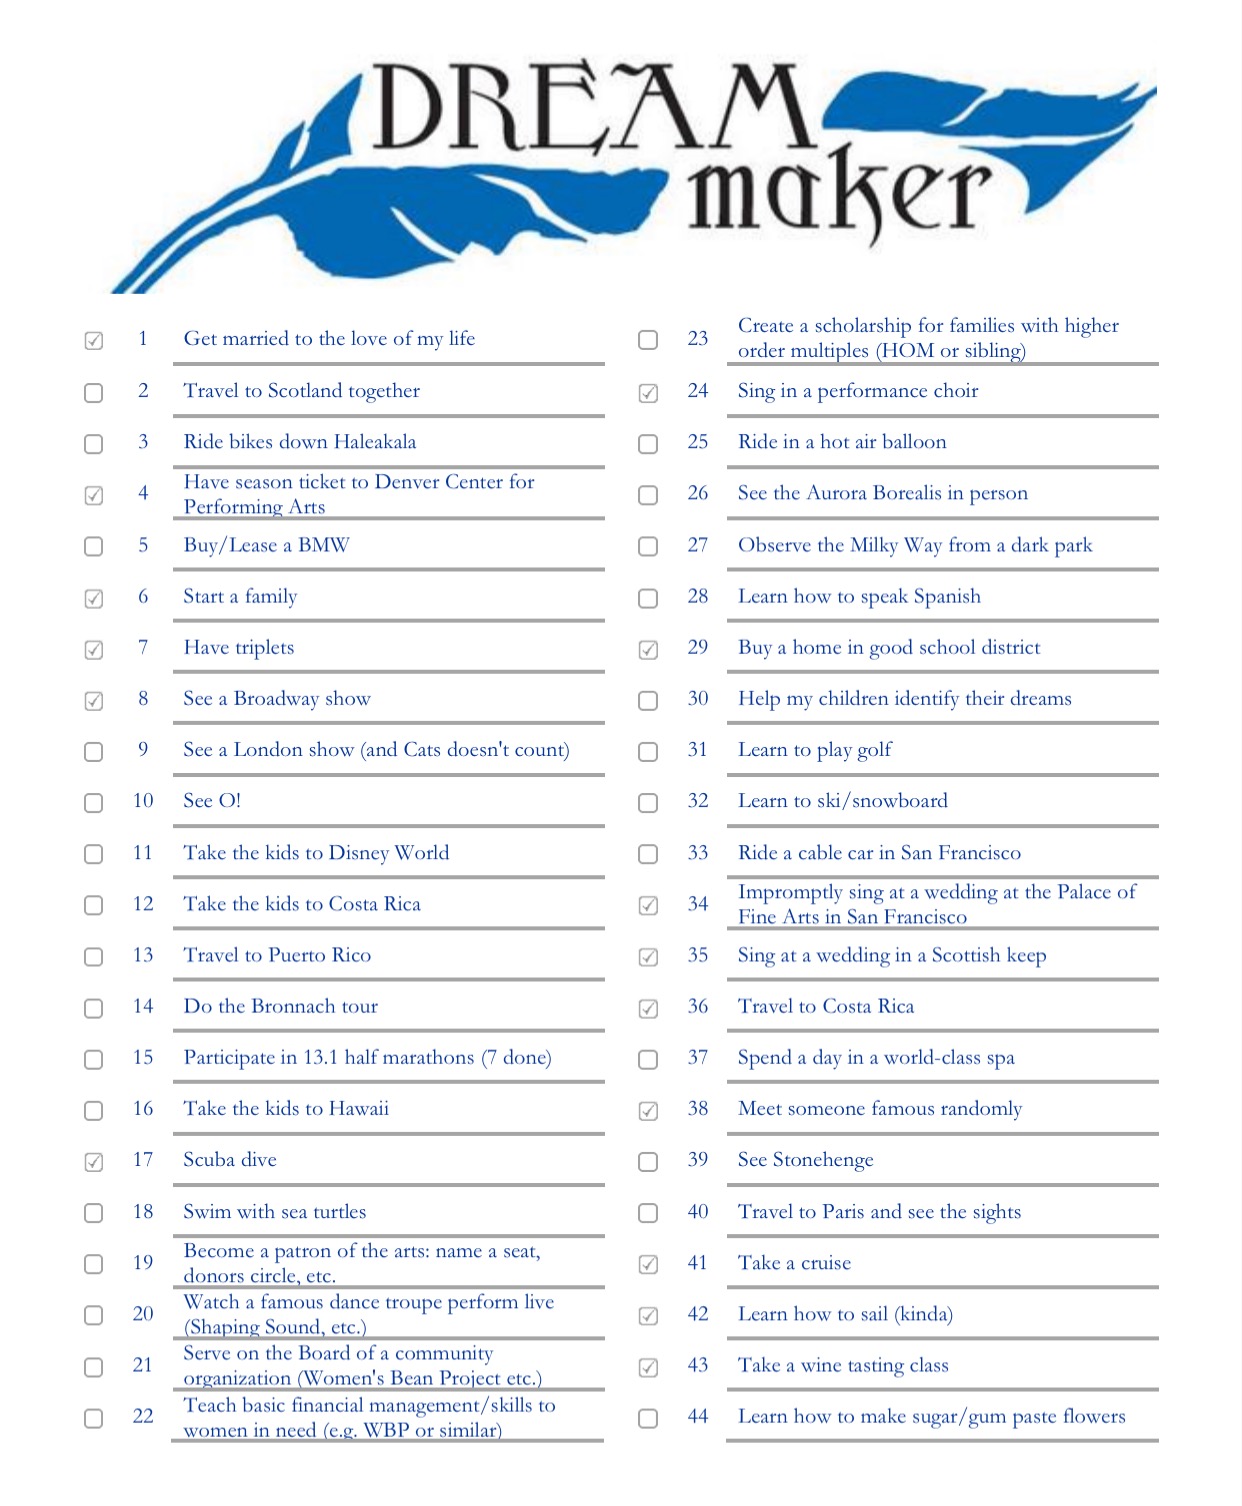 DREAM
maker
1 Get married to the love of my life
2 Travel to Scotland together
3 Ride bikes down Haleakala
4 Have season ticket to Denver Center for
Performing Arts
5 Buy/Lease a BMW
6 Start a family
7 Have triplets
8 See a Broadway show
9 See a London show (and Cats doesn't count)
10 See O!
11 Take the kids to Disney World
12 Take the kids to Costa Rica
13 Travel to Puerto Rico
14 Do the Bronnach tour
15 Participate in 13.1 half marathons (7 done)
16 Take the kids to Hawaii
17 Scuba dive
18 Swim with sea turtles
19 Become a patron of the arts: name a seat,
donors circle, etc.
20 Watch a famous dance troupe perform live
(Shaping Sound, etc.)
21 Serve on the Board of a community
organization (Women's Bean Project etc.)
22 Teach basic financial management/skills to
women in need (e.g. WBP or similar)
23 Create a scholarship for families with higher
order multiples (HOM or sibling)
24 Sing in a performance choir
25 Ride in a hot air balloon
26 See the Aurora Borealis in person
27 Observe the Milky Way from a dark park
28 Learn how to speak Spanish
29 Buy a home in good school district
30 Help my children identify their dreams
31 Learn to play golf
32 Learn to ski/snowboard
33 Ride a cable car in San Francisco
34 Impromptly sing at a wedding at the Palace of
Fine Arts in San Francisco
35 Sing at a wedding in a Scottish keep
36 Travel to Costa Rica
37 Spend a day in a world-class spa
38 Meet someone famous randomly
39 See Stonehenge
40 Travel to Paris and see the sights
41 Take a cruise
42 Learn how to sail (kinda)
43 Take a wine tasting class
44 Learn how to make sugar/gum paste flowers